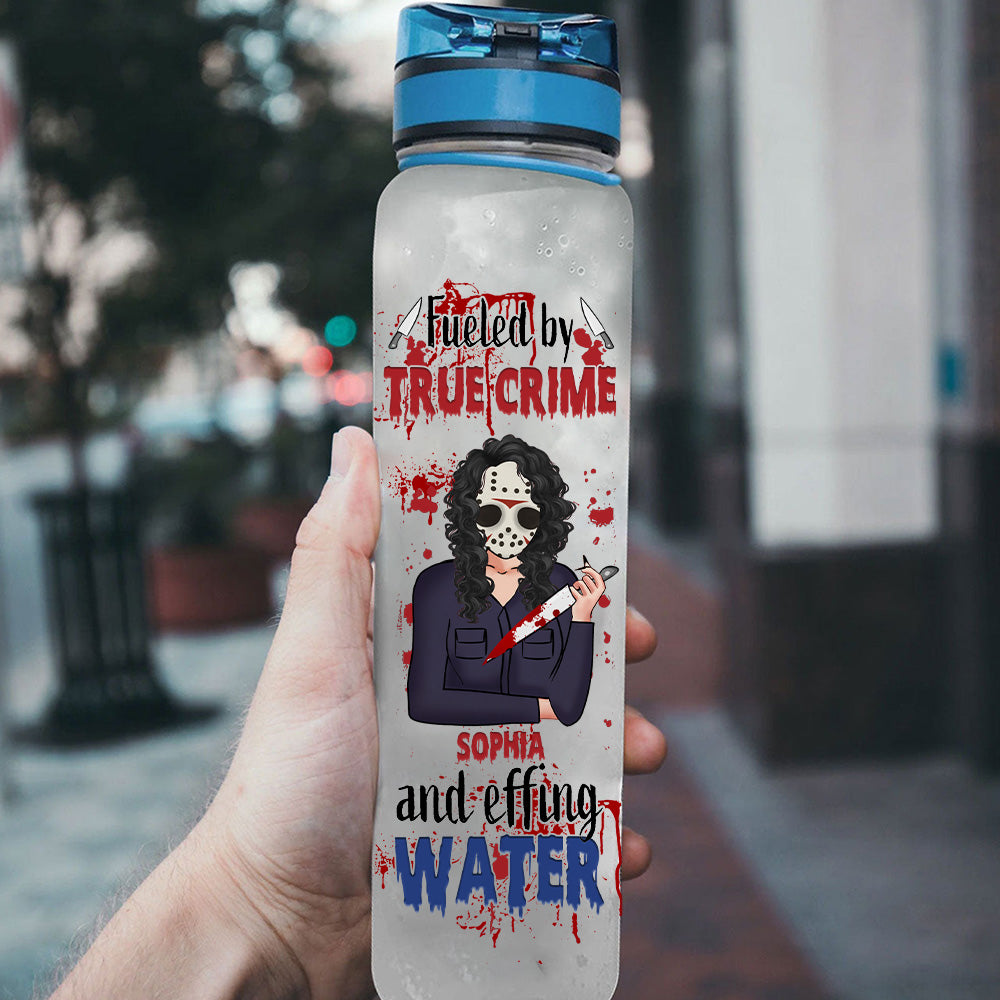 Fueled by
TRUE CRIME
SOPHIA
and effing
WATER